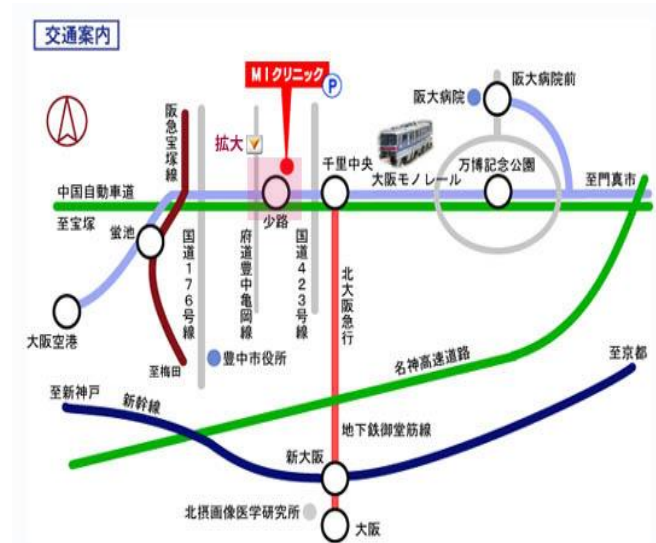 交通案内
MIクリニック
P
阪大病院前
阪大病院
阪急宝塚線
拡大
千里中央
大阪モノレール
万博記念公園
至門真市
中国自動車道
至宝塚
少路
蛍池
国道176号線
府道豊中亀岡線
国道423号線
北大阪急行
大阪空港
豊中市役所
至梅田
名神高速道路
至京都
至新神戸
新幹線
地下鉄御堂筋線
新大阪
北摂画像医学研究所
大阪